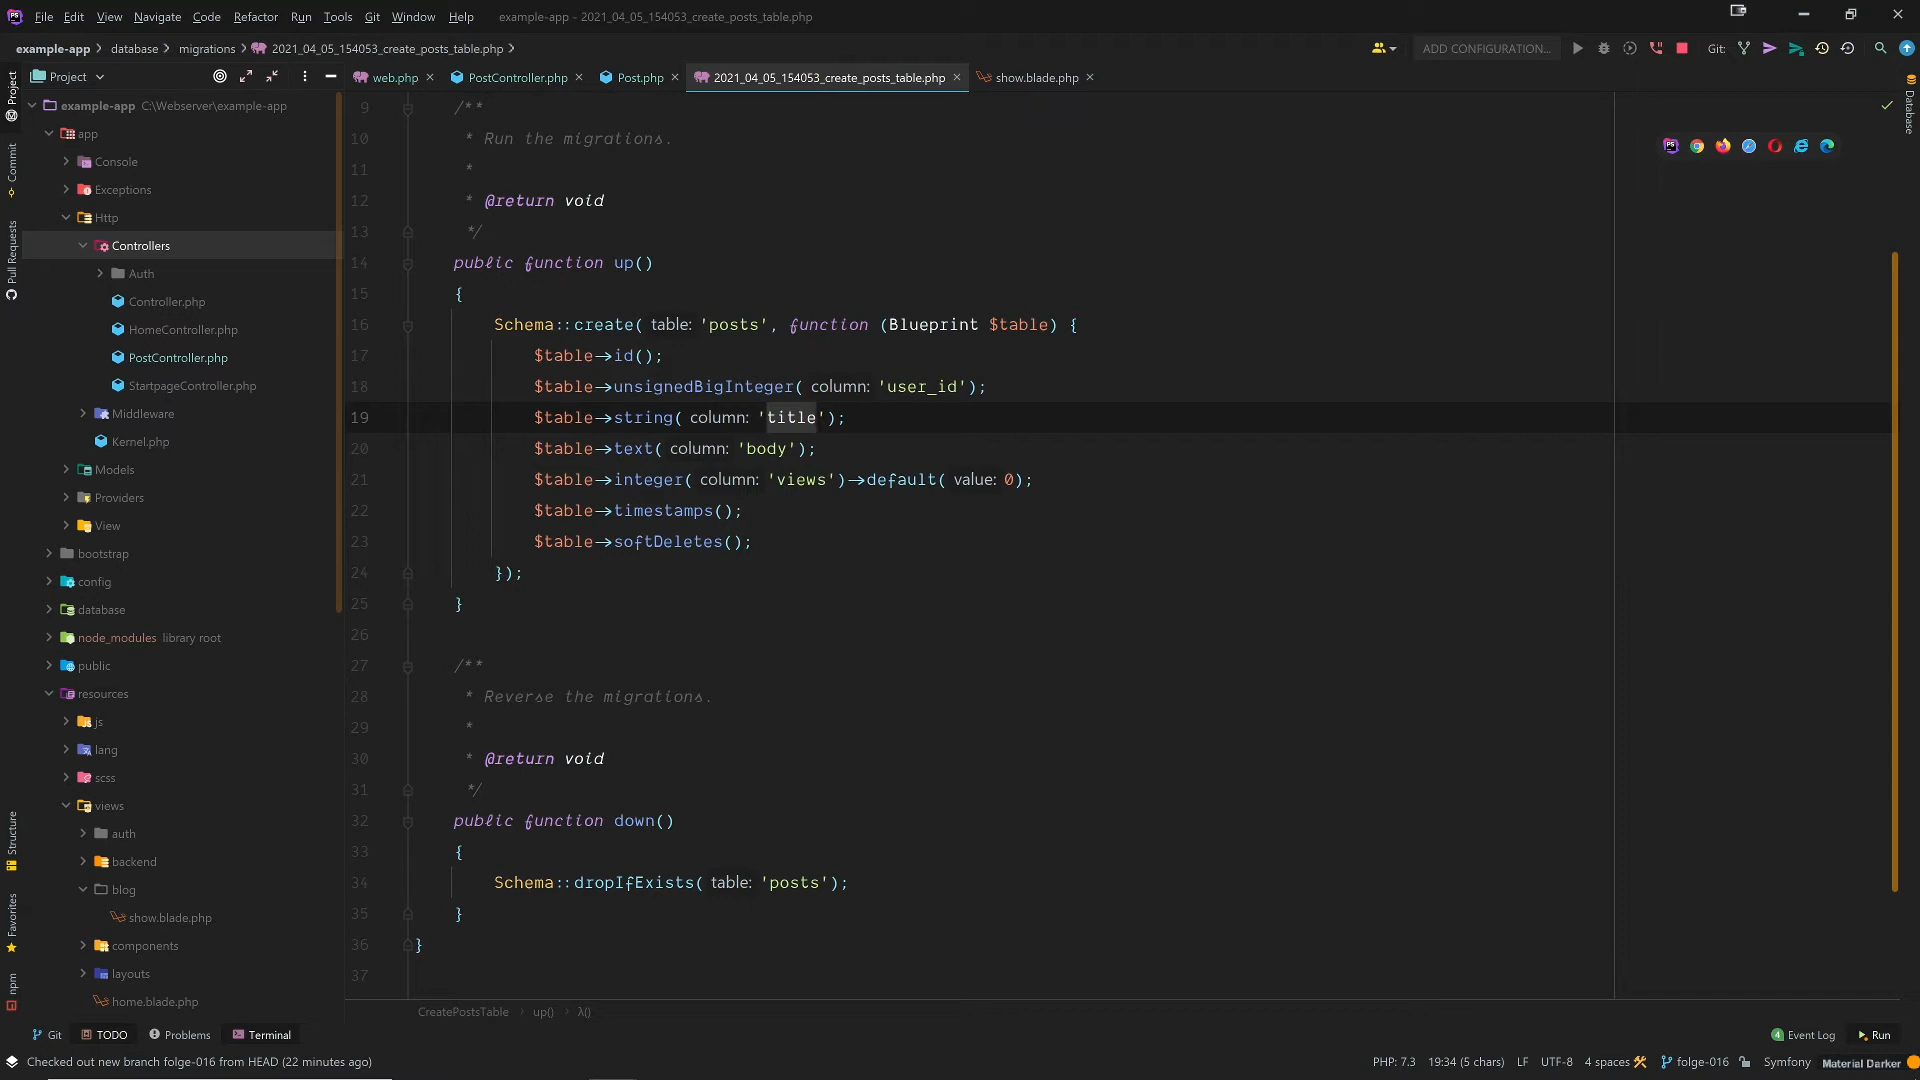 File Edit View Navigate Code Refactor Run Tools Git Window Help example-app - 2021_04_05_154053_create_posts_table.php
example-app database migrations 2021_04_05_154053_create_posts_table.php
ADD CONFIGURATION... Git:
Project
web.php PostController.php Post.php 2021_04_05_154053_create_posts_table.php show.blade.php
Project
Commit
Pull Requests
Structure
Favorites
npm
Database
example-app C:\Webserver\example-app
app
Console
Exceptions
Http
Controllers
Auth
Controller.php
HomeController.php
PostController.php
StartpageController.php
Middleware
Kernel.php
Models
Providers
View
bootstrap
config
database
node_modules library root
public
resources
js
lang
scss
views
auth
backend
blog
show.blade.php
components
layouts
home.blade.php
9 /**
10 * Run the migrations.
11 *
12 * @return void
13 */
14 public function up()
15 {
16 Schema::create( table: 'posts', function (Blueprint $table) {
17 $table->id();
18 $table->unsignedBigInteger( column: 'user_id');
19 $table->string( column: 'title');
20 $table->text( column: 'body');
21 $table->integer( column: 'views')->default( value: 0);
22 $table->timestamps();
23 $table->softDeletes();
24 });
25 }
26
27 /**
28 * Reverse the migrations.
29 *
30 * @return void
31 */
32 public function down()
33 {
34 Schema::dropIfExists( table: 'posts');
35 }
36 }
37
CreatePostsTable › up() › λ()
Git TODO Problems Terminal
4 Event Log Run
Checked out new branch folge-016 from HEAD (22 minutes ago)
PHP: 7.3 19:34 (5 chars) LF UTF-8 4 spaces folge-016 Symfony Material Darker